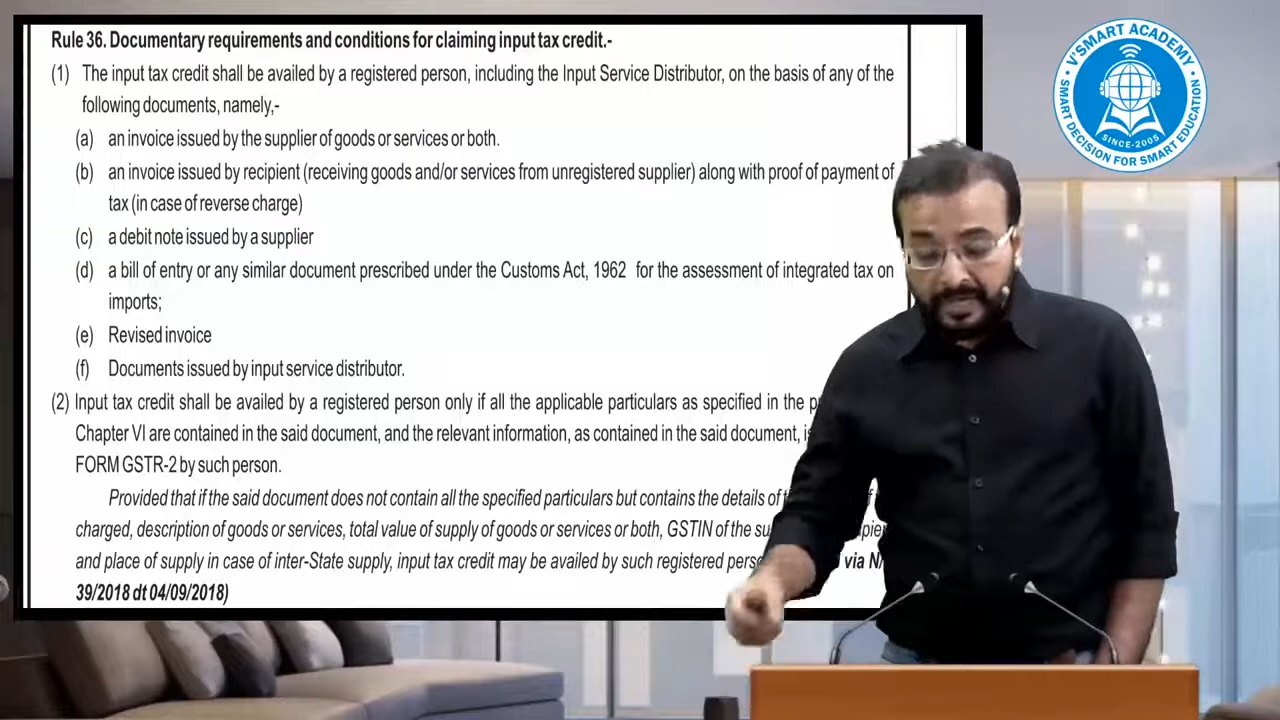 Rule 36. Documentary requirements and conditions for claiming input tax credit.-
(1) The input tax credit shall be availed by a registered person, including the Input Service Distributor, on the basis of any of the
following documents, namely,-
(a) an invoice issued by the supplier of goods or services or both.
(b) an invoice issued by recipient (receiving goods and/or services from unregistered supplier) along with proof of payment of
tax (in case of reverse charge)
(c) a debit note issued by a supplier
(d) a bill of entry or any similar document prescribed under the Customs Act, 1962 for the assessment of integrated tax on
imports;
(e) Revised invoice
(f) Documents issued by input service distributor.
(2) Input tax credit shall be availed by a registered person only if all the applicable particulars as specified in the
Chapter VI are contained in the said document, and the relevant information, as contained in the said document,
FORM GSTR-2 by such person.
Provided that if the said document does not contain all the specified particulars but contains the details of
charged, description of goods or services, total value of supply of goods or services or both, GSTIN of the
and place of supply in case of inter-State supply, input tax credit may be availed by such registered via
39/2018 dt 04/09/2018)
V'SMART ACADEMY
SINCE-2005
SMART DECISION FOR SMART EDUCATION